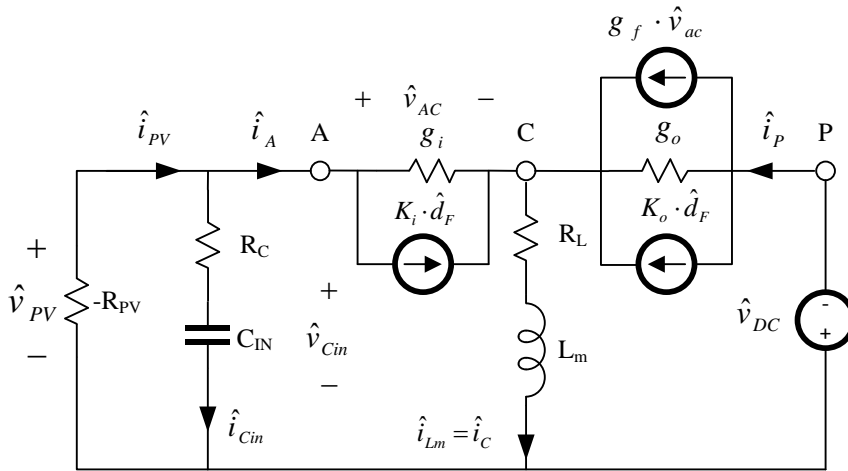 g_f · v̂_ac
+ v̂_AC −
î_PV
î_A
A
g_i
C
g_o
î_P
P
K_i · d̂_F
K_o · d̂_F
R_C
R_L
+
v̂_PV
−
-R_PV
+
v̂_Cin
−
v̂_DC
-
+
C_IN
L_m
î_Cin
î_Lm = î_C